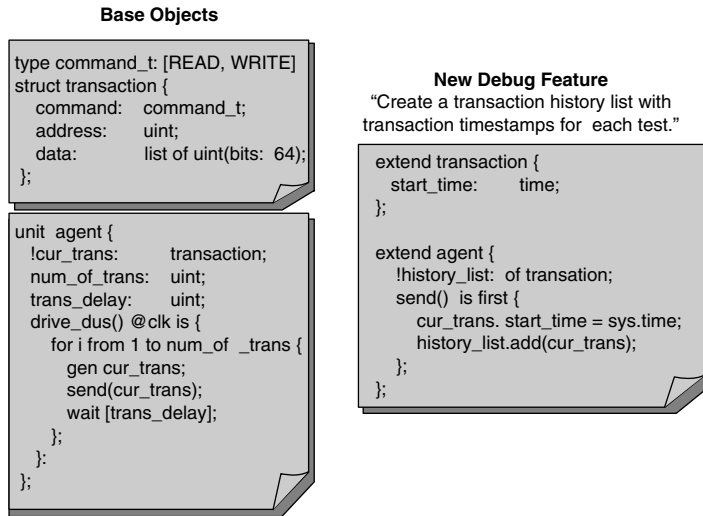 Base Objects
type command_t: [READ, WRITE]
struct transaction {
command: command_t;
address: uint;
data: list of uint(bits: 64);
};
unit agent {
!cur_trans: transaction;
num_of_trans: uint;
trans_delay: uint;
drive_dus() @clk is {
for i from 1 to num_of _trans {
gen cur_trans;
send(cur_trans);
wait [trans_delay];
};
}:
};
New Debug Feature
“Create a transaction history list with
transaction timestamps for each test.”
extend transaction {
start_time: time;
};
extend agent {
!history_list: of transation;
send() is first {
cur_trans. start_time = sys.time;
history_list.add(cur_trans);
};
};